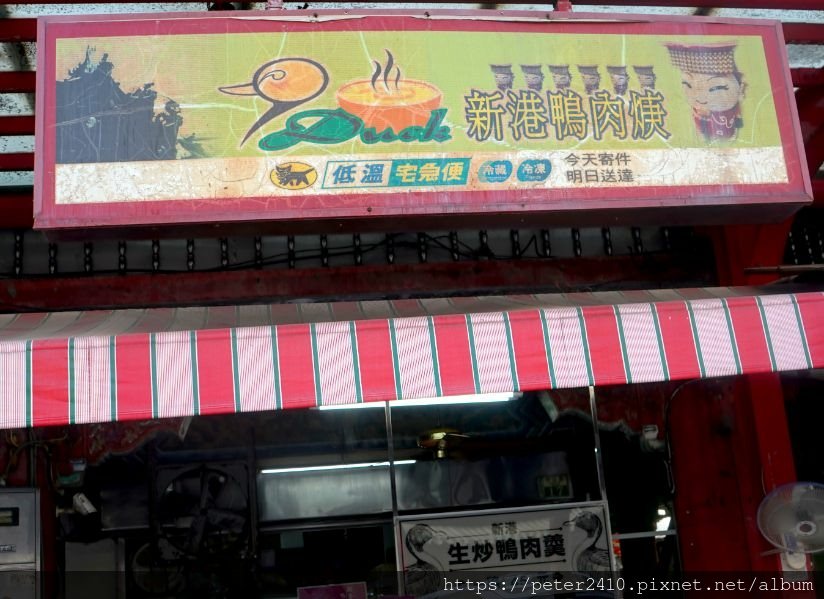 Duck
新港鴨肉焿
低溫 宅急便 冷藏 冷凍
今天寄件
明日送達
新港
生炒鴨肉羹
https://peter2410.pixnet.net/album